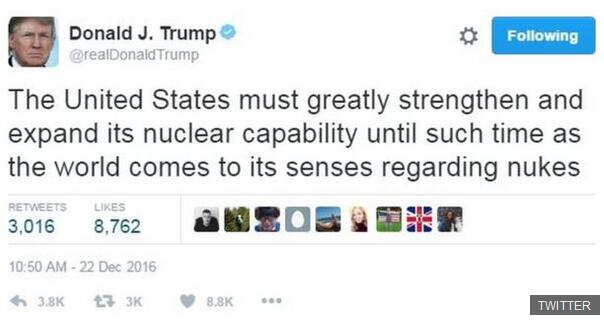 Donald J. Trump
@realDonaldTrump
Following
The United States must greatly strengthen and
expand its nuclear capability until such time as
the world comes to its senses regarding nukes
RETWEETS LIKES
3,016 8,762
10:50 AM - 22 Dec 2016
3.8K 3K 8.8K
TWITTER